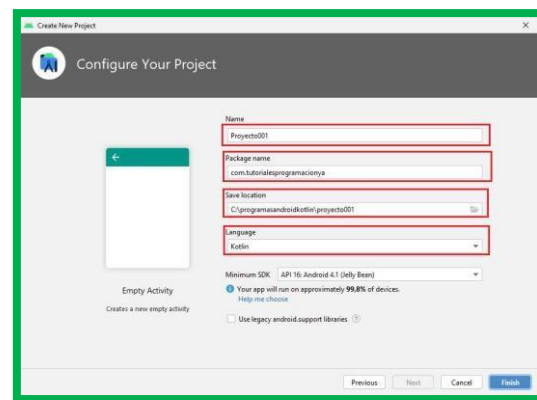 Create New Project
Configure Your Project
Name
Proyecto001
Package name
com.tutorialesprogramacionya
Save location
C:\programasandroidkotlin\proyecto001
Language
Kotlin
Minimum SDK API 16: Android 4.1 (Jelly Bean)
Your app will run on approximately 99,8% of devices.
Help me choose
Use legacy android.support libraries
Empty Activity
Creates a new empty activity
Previous Next Cancel Finish